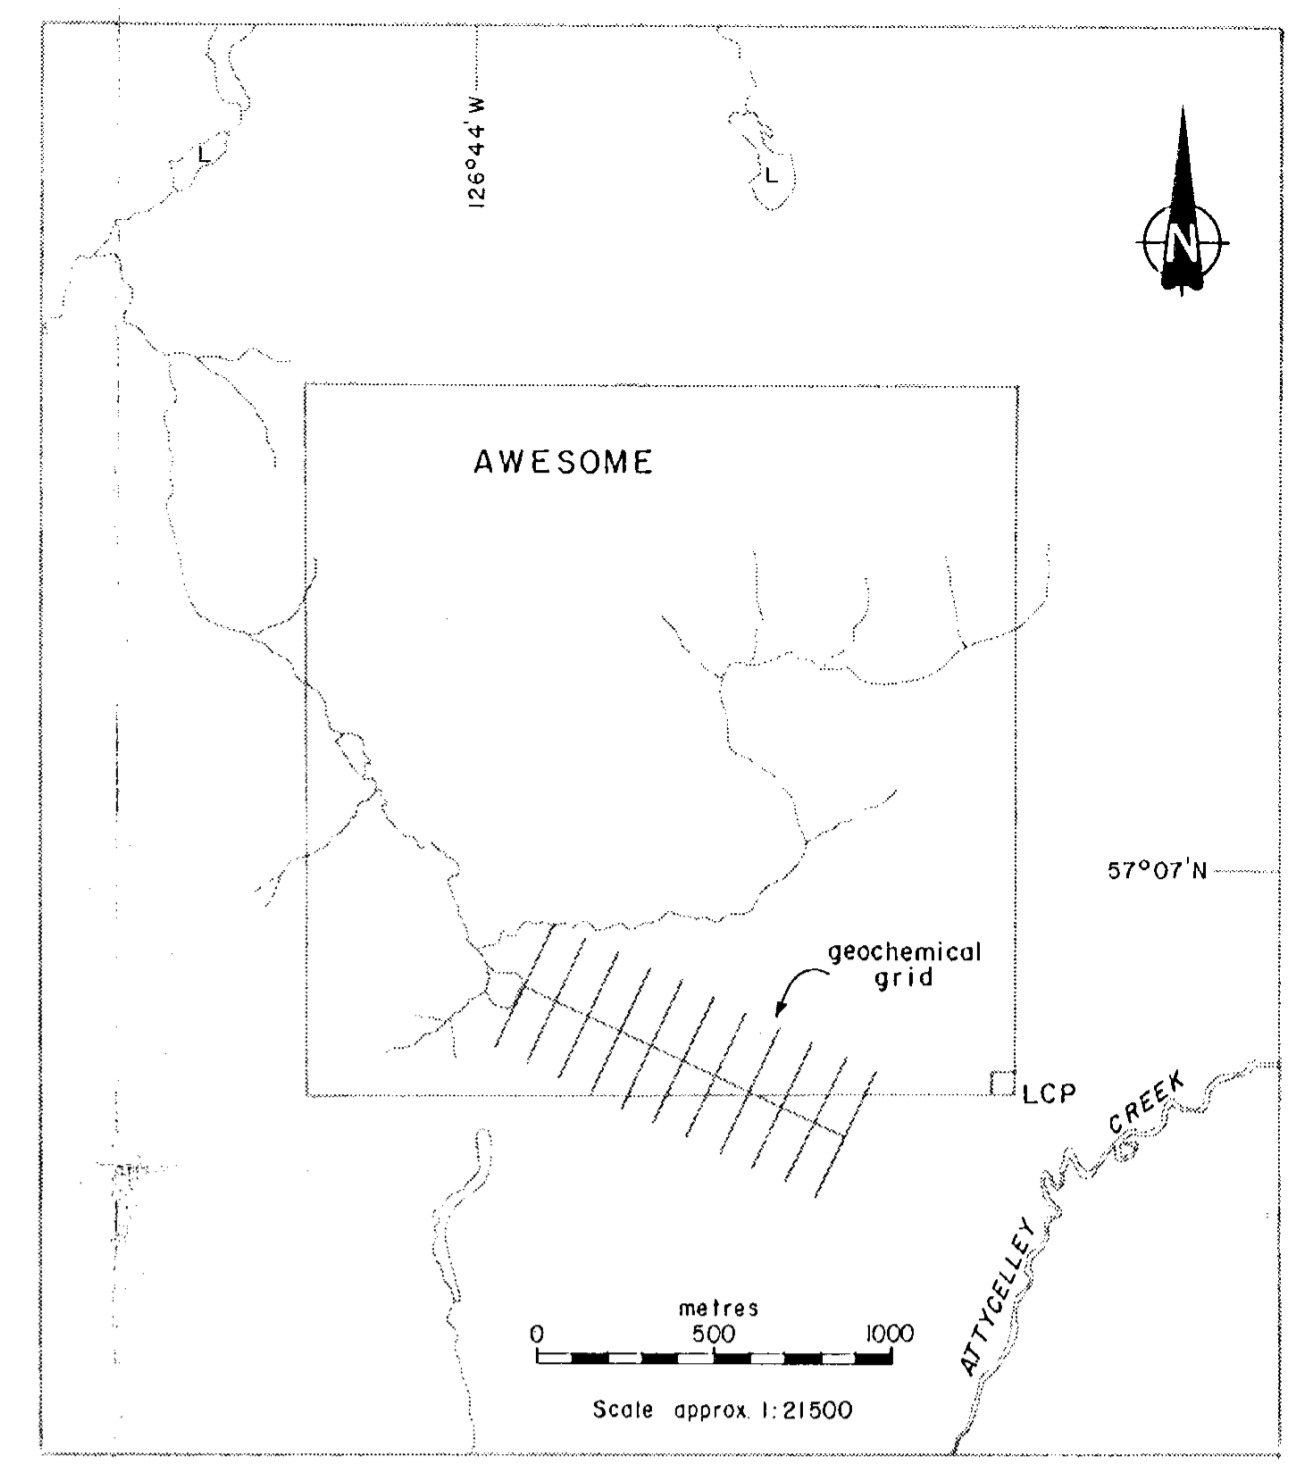 126°44' W
L
L
N
AWESOME
57°07'N
geochemical
grid
LCP
ATTYCELLEY CREEK
metres
0 500 1000
Scale approx. 1:21500